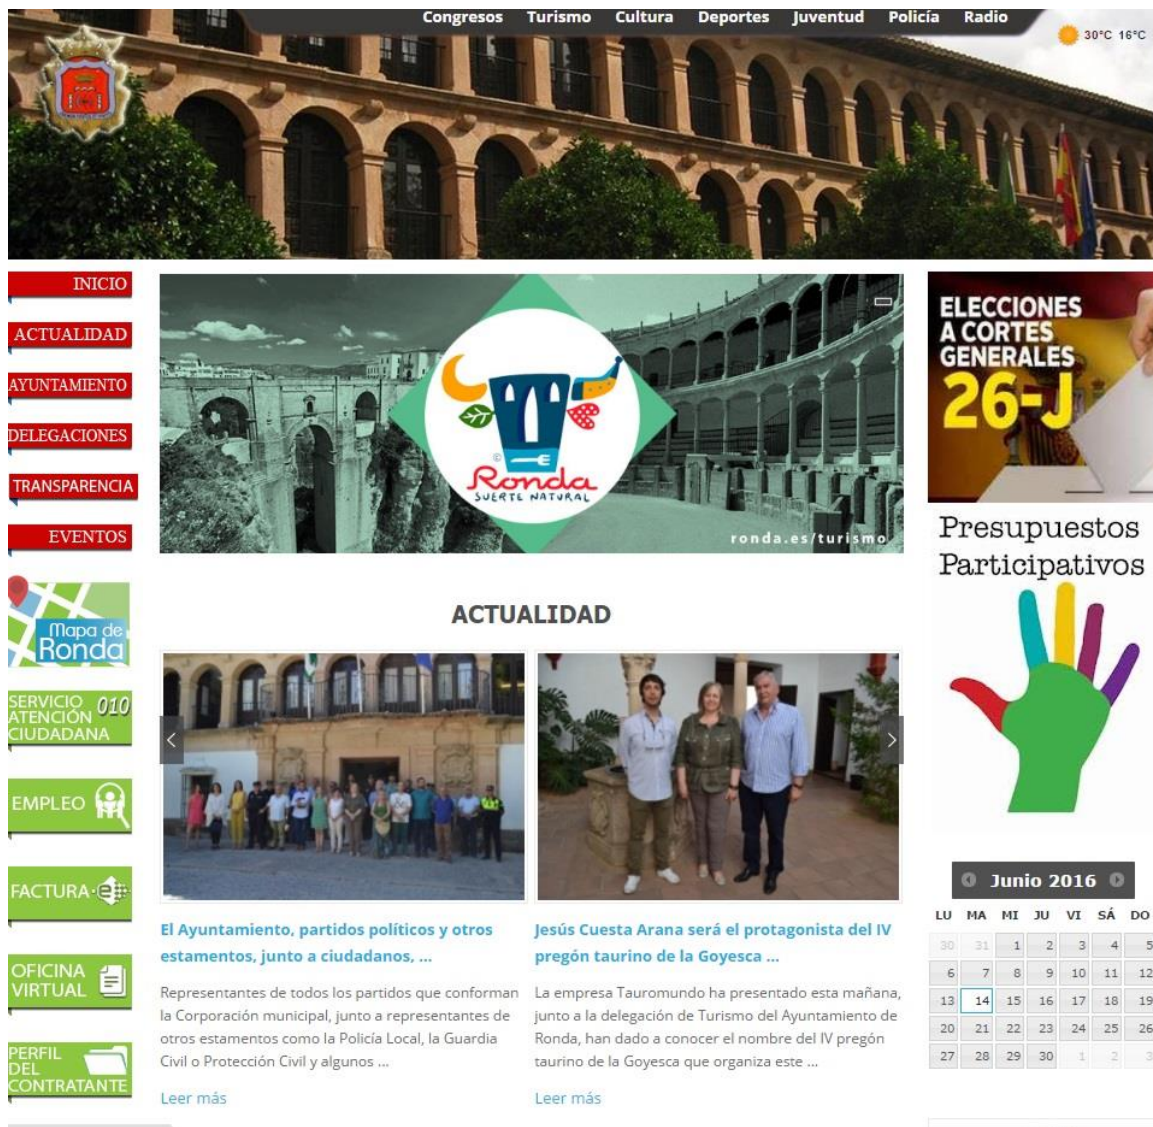 Congresos Turismo Cultura Deportes Juventud Policía Radio
30°C 16°C
INICIO
ACTUALIDAD
AYUNTAMIENTO
DELEGACIONES
TRANSPARENCIA
EVENTOS
Mapa de
Ronda
SERVICIO 010
ATENCIÓN
CIUDADANA
EMPLEO
FACTURA-e
OFICINA
VIRTUAL
PERFIL
DEL
CONTRATANTE
©
Ronda
SUERTE NATURAL
ronda.es/turismo
ACTUALIDAD
El Ayuntamiento, partidos políticos y otros
estamentos, junto a ciudadanos, ...
Representantes de todos los partidos que conforman
la Corporación municipal, junto a representantes de
otros estamentos como la Policía Local, la Guardia
Civil o Protección Civil y algunos ...
Leer más
Jesús Cuesta Arana será el protagonista del IV
pregón taurino de la Goyesca ...
La empresa Tauromundo ha presentado esta mañana,
junto a la delegación de Turismo del Ayuntamiento de
Ronda, han dado a conocer el nombre del IV pregón
taurino de la Goyesca que organiza este ...
Leer más
ELECCIONES
A CORTES
GENERALES
26-J
Presupuestos
Participativos
Junio 2016
LU MA MI JU VI SÁ DO
30 31 1 2 3 4 5
6 7 8 9 10 11 12
13 14 15 16 17 18 19
20 21 22 23 24 25 26
27 28 29 30 1 2 3